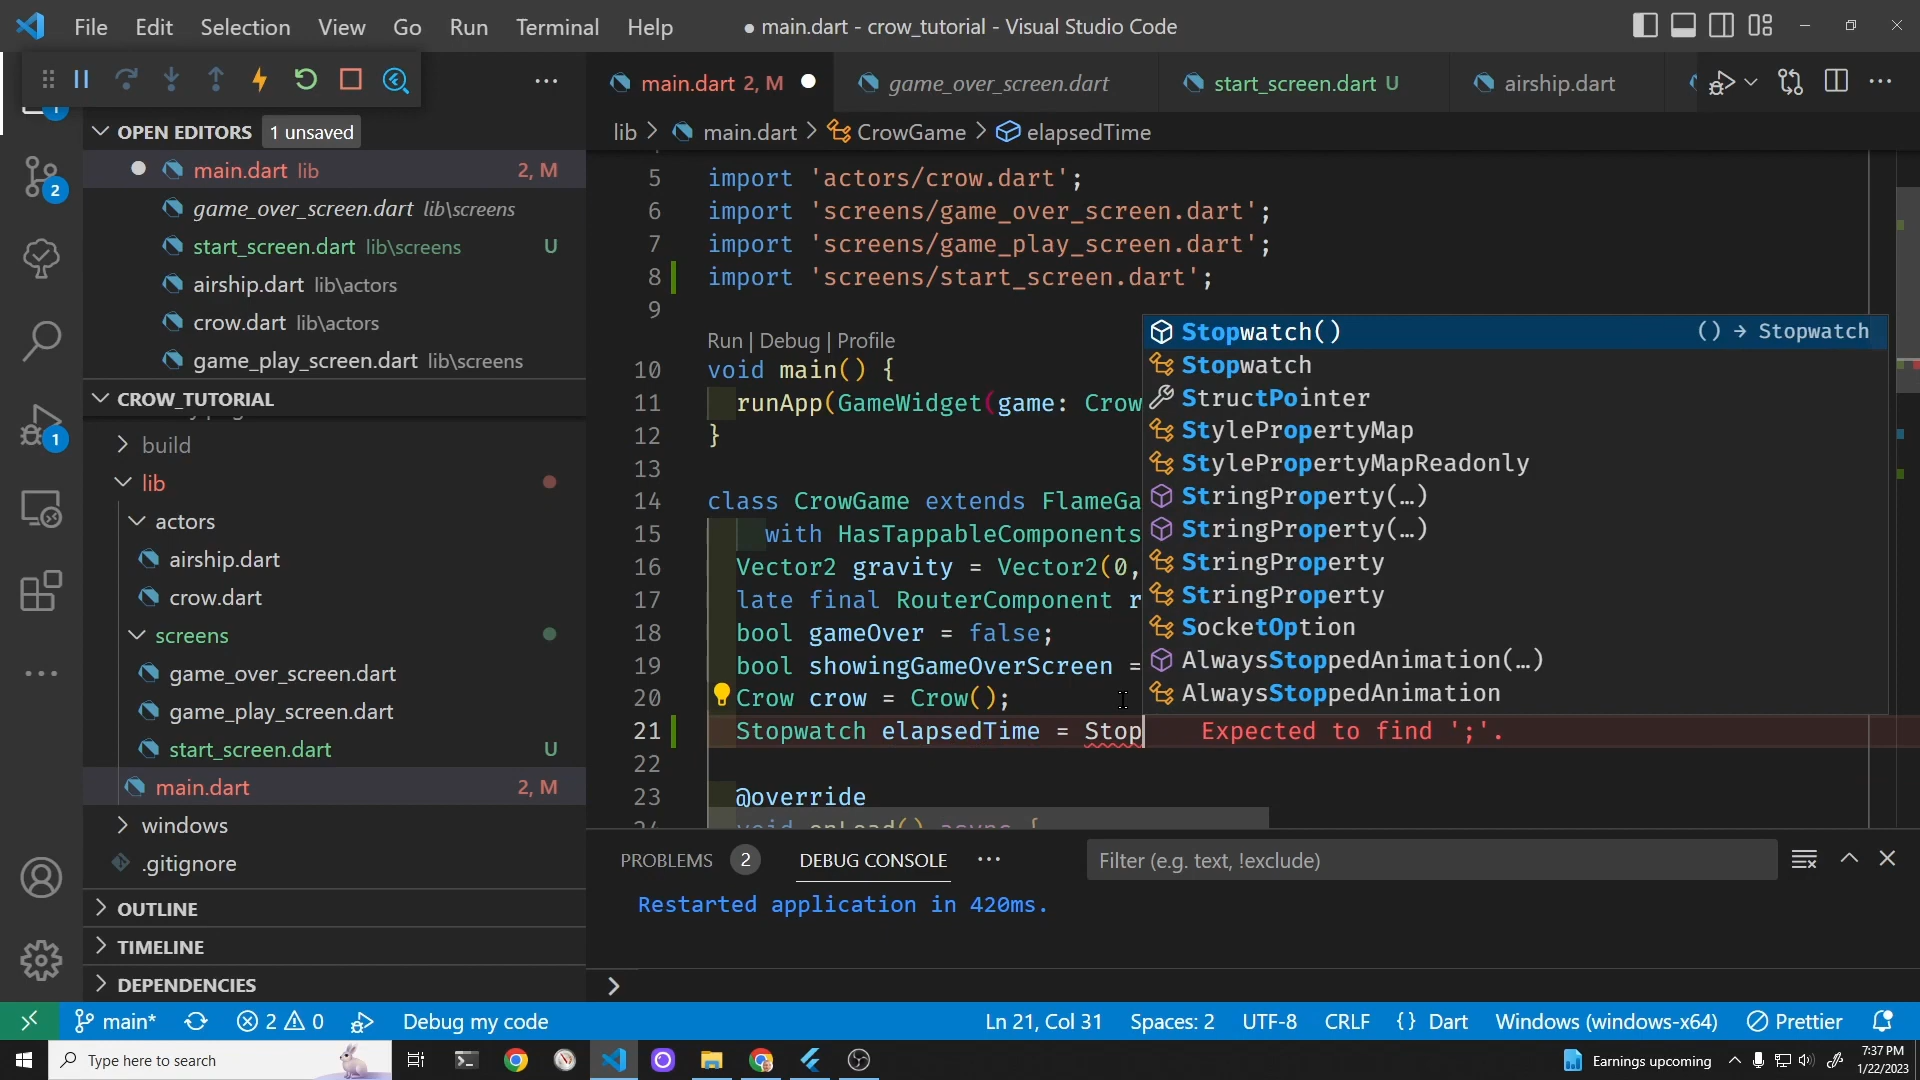 File Edit Selection View Go Run Terminal Help
● main.dart - crow_tutorial - Visual Studio Code
main.dart 2, M ● game_over_screen.dart start_screen.dart U airship.dart
OPEN EDITORS 1 unsaved
main.dart lib 2, M
game_over_screen.dart lib\screens
start_screen.dart lib\screens U
airship.dart lib\actors
crow.dart lib\actors
game_play_screen.dart lib\screens
CROW_TUTORIAL
build
lib
actors
airship.dart
crow.dart
screens
game_over_screen.dart
game_play_screen.dart
start_screen.dart U
main.dart 2, M
windows
.gitignore
OUTLINE
TIMELINE
DEPENDENCIES
1
2
1
lib > main.dart > CrowGame > elapsedTime
5 import 'actors/crow.dart';
6 import 'screens/game_over_screen.dart';
7 import 'screens/game_play_screen.dart';
8 import 'screens/start_screen.dart';
9
Run | Debug | Profile
10 void main() {
11 runApp(GameWidget(game: Crow
12 }
13
14 class CrowGame extends FlameGa
15 with HasTappableComponents
16 Vector2 gravity = Vector2(0,
17 late final RouterComponent r
18 bool gameOver = false;
19 bool showingGameOverScreen =
20 Crow crow = Crow();
21 Stopwatch elapsedTime = Stop Expected to find ';'.
22
23 @override
24 void onLoad() async {
Stopwatch() () → Stopwatch
Stopwatch
StructPointer
StylePropertyMap
StylePropertyMapReadonly
StringProperty(…)
StringProperty(…)
StringProperty
StringProperty
SocketOption
AlwaysStoppedAnimation(…)
AlwaysStoppedAnimation
PROBLEMS 2 DEBUG CONSOLE ··· Filter (e.g. text, !exclude)
Restarted application in 420ms.
main* 2 0 Debug my code Ln 21, Col 31 Spaces: 2 UTF-8 CRLF {} Dart Windows (windows-x64) Prettier
Type here to search
Earnings upcoming
7:37 PM
1/22/2023